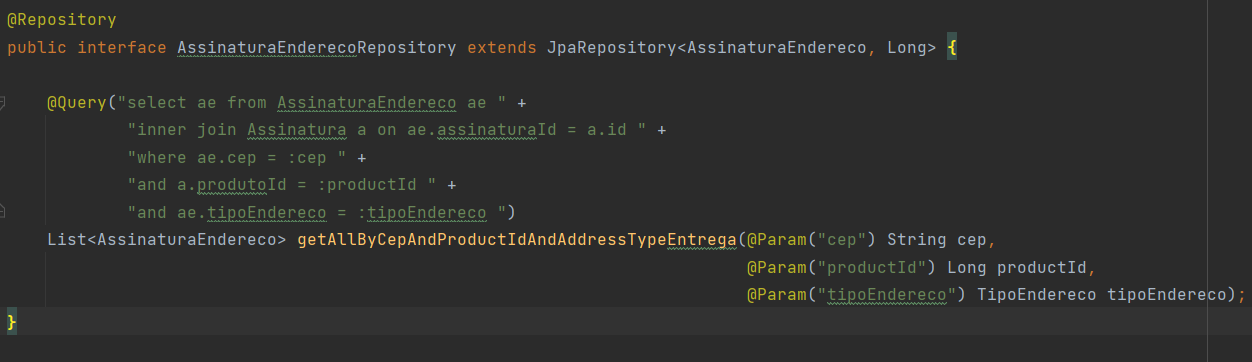 @Repository
public interface AssinaturaEnderecoRepository extends JpaRepository<AssinaturaEndereco, Long> {
@Query("select ae from AssinaturaEndereco ae " +
"inner join Assinatura a on ae.assinaturaId = a.id " +
"where ae.cep = :cep " +
"and a.produtoId = :productId " +
"and ae.tipoEndereco = :tipoEndereco ")
List<AssinaturaEndereco> getAllByCepAndProductIdAndAddressTypeEntrega(@Param("cep") String cep,
@Param("productId") Long productId,
@Param("tipoEndereco") TipoEndereco tipoEndereco);
}